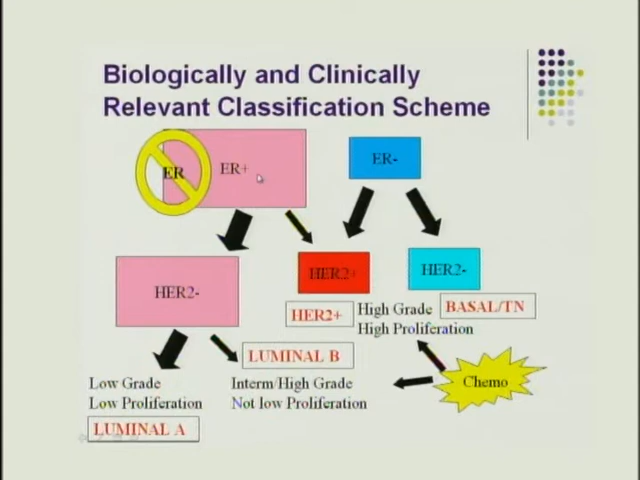 Biologically and Clinically
Relevant Classification Scheme
ER
ER+
ER-
HER2-
HER2+
HER2-
HER2+
High Grade
High Proliferation
BASAL/TN
LUMINAL B
Low Grade
Low Proliferation
LUMINAL A
Interm/High Grade
Not low Proliferation
Chemo